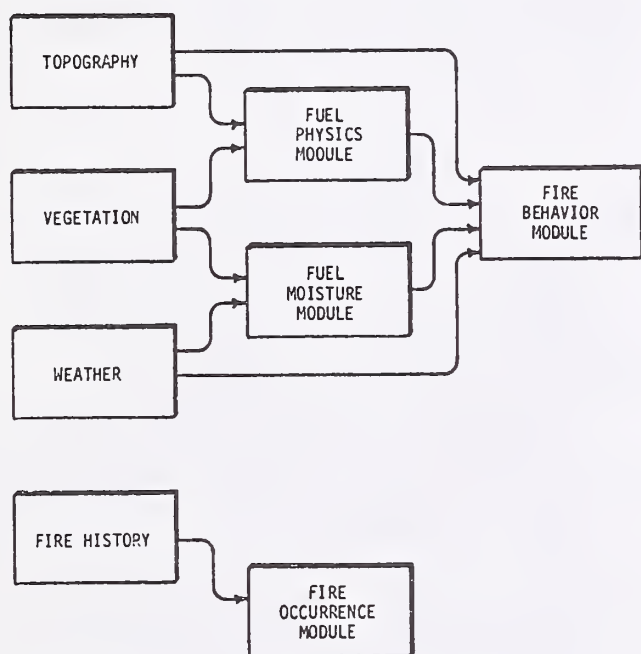 TOPOGRAPHY
FUEL
PHYSICS
MODULE
VEGETATION
FIRE
BEHAVIOR
MODULE
FUEL
MOISTURE
MODULE
WEATHER
FIRE HISTORY
FIRE
OCCURRENCE
MODULE